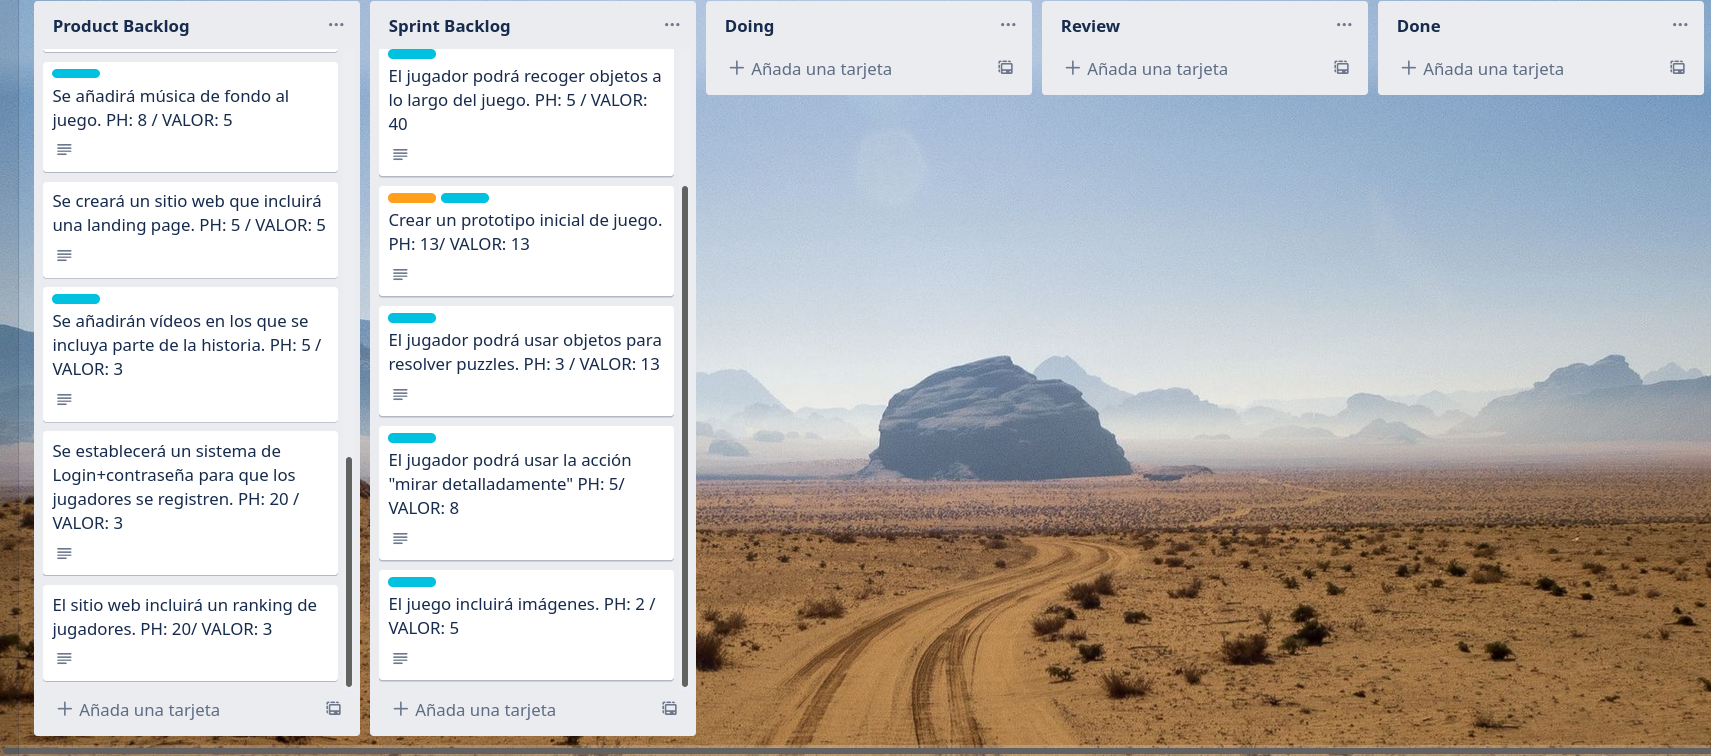 Product Backlog
Se añadirá música de fondo al
juego. PH: 8 / VALOR: 5
Se creará un sitio web que incluirá
una landing page. PH: 5 / VALOR: 5
Se añadirán vídeos en los que se
incluya parte de la historia. PH: 5 /
VALOR: 3
Se establecerá un sistema de
Login+contraseña para que los
jugadores se registren. PH: 20 /
VALOR: 3
El sitio web incluirá un ranking de
jugadores. PH: 20/ VALOR: 3
Añada una tarjeta
Sprint Backlog
El jugador podrá recoger objetos a
lo largo del juego. PH: 5 / VALOR:
40
Crear un prototipo inicial de juego.
PH: 13/ VALOR: 13
El jugador podrá usar objetos para
resolver puzzles. PH: 3 / VALOR: 13
El jugador podrá usar la acción
"mirar detalladamente" PH: 5/
VALOR: 8
El juego incluirá imágenes. PH: 2 /
VALOR: 5
Añada una tarjeta
Doing
Añada una tarjeta
Review
Añada una tarjeta
Done
Añada una tarjeta